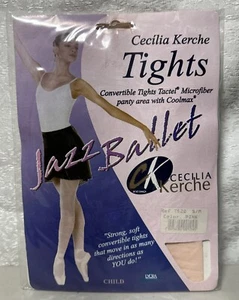 Cecília Kerche
Tights
Convertible Tights Tactel® Microfiber
panty area with Coolmax®
Jazz Ballet
CK
CECILIA
Kerche
"Strong, soft
convertible tights
that move in as many
directions as
YOU do!"
CHILD